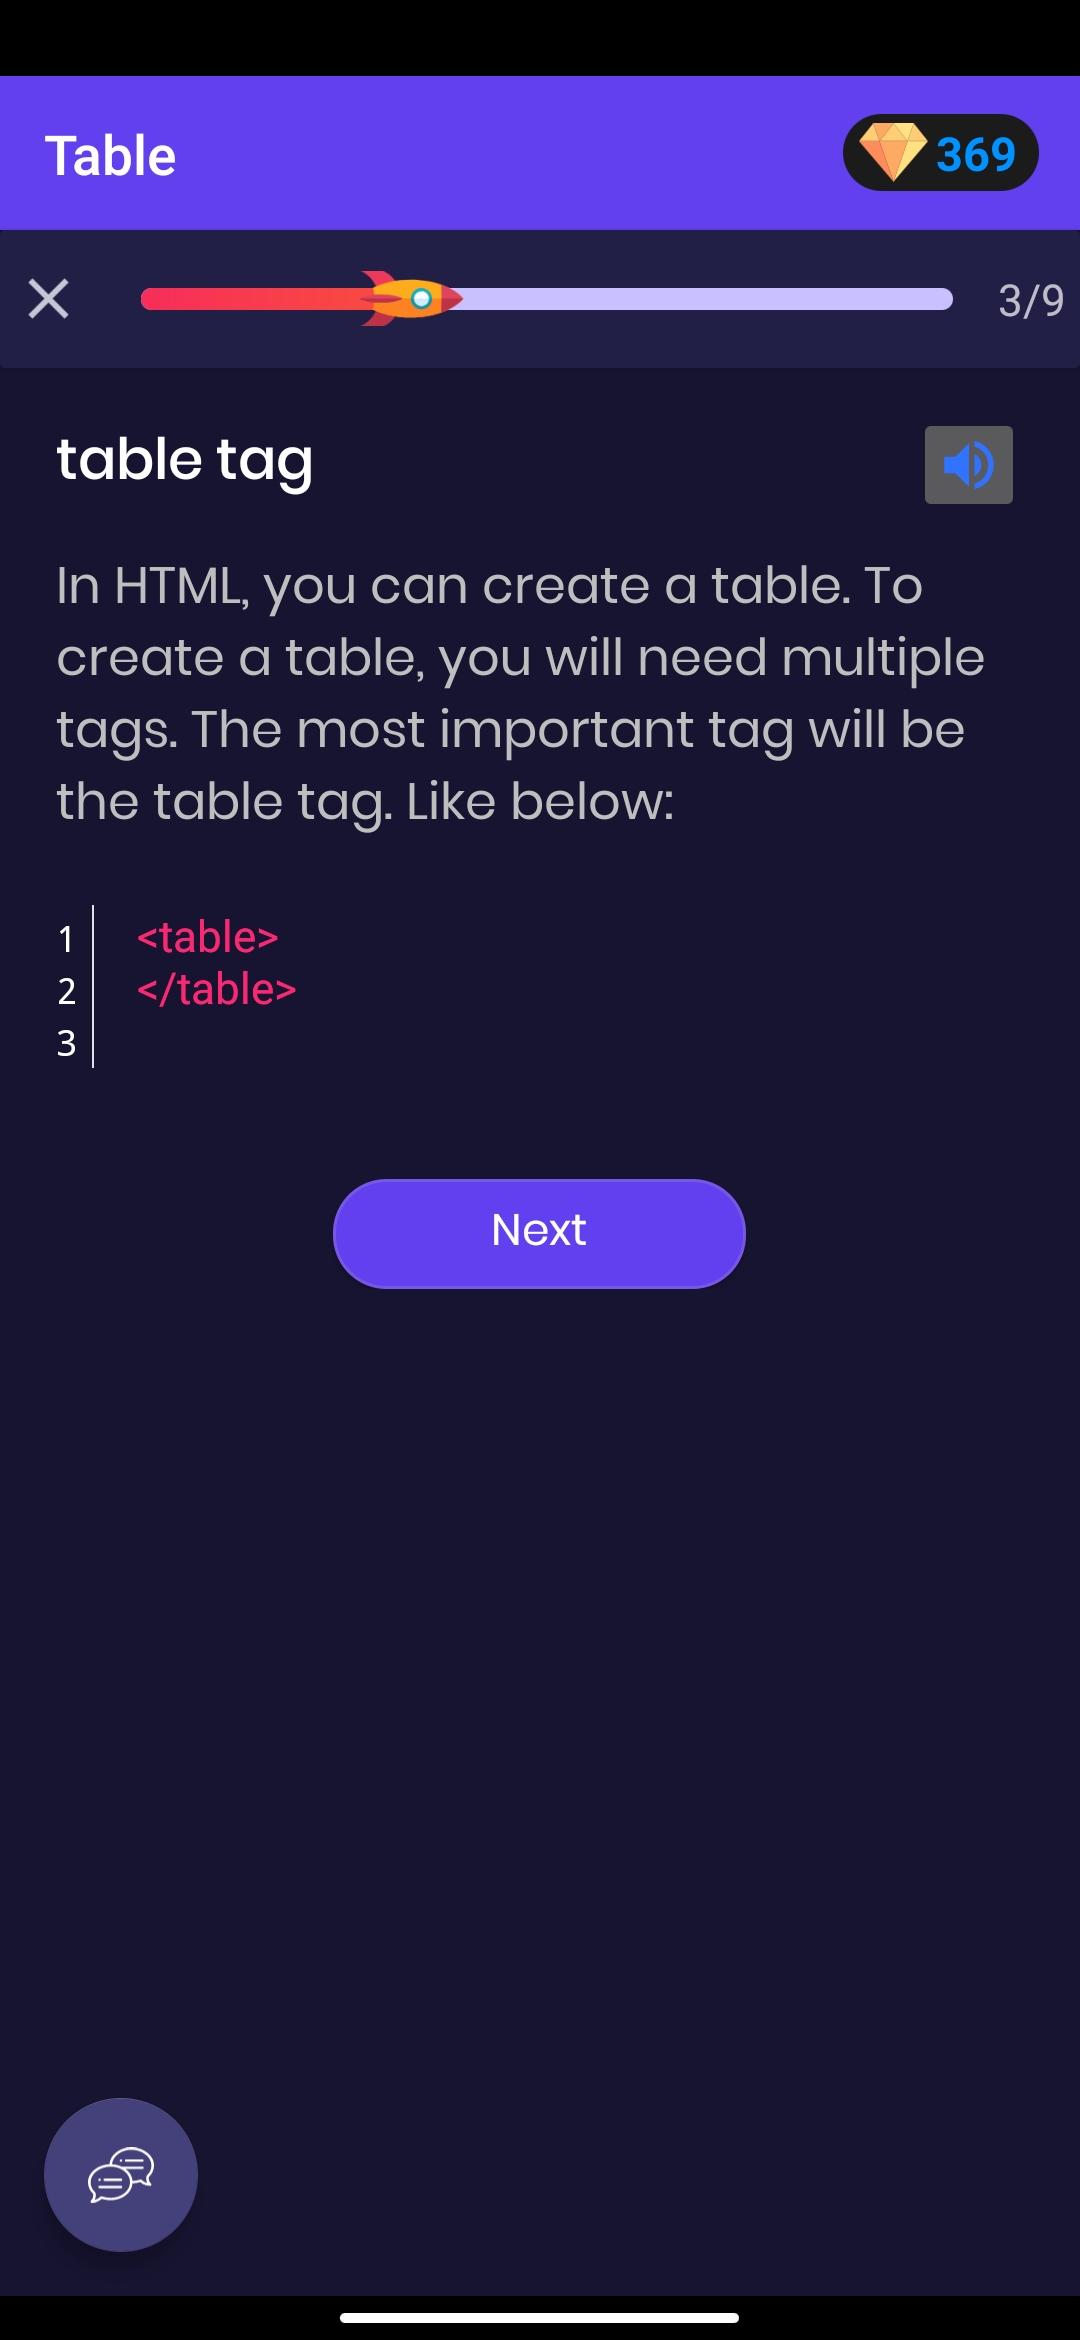 Table
369
3/9
table tag
In HTML, you can create a table. To
create a table, you will need multiple
tags. The most important tag will be
the table tag. Like below:
1 <table>
2 </table>
3
Next